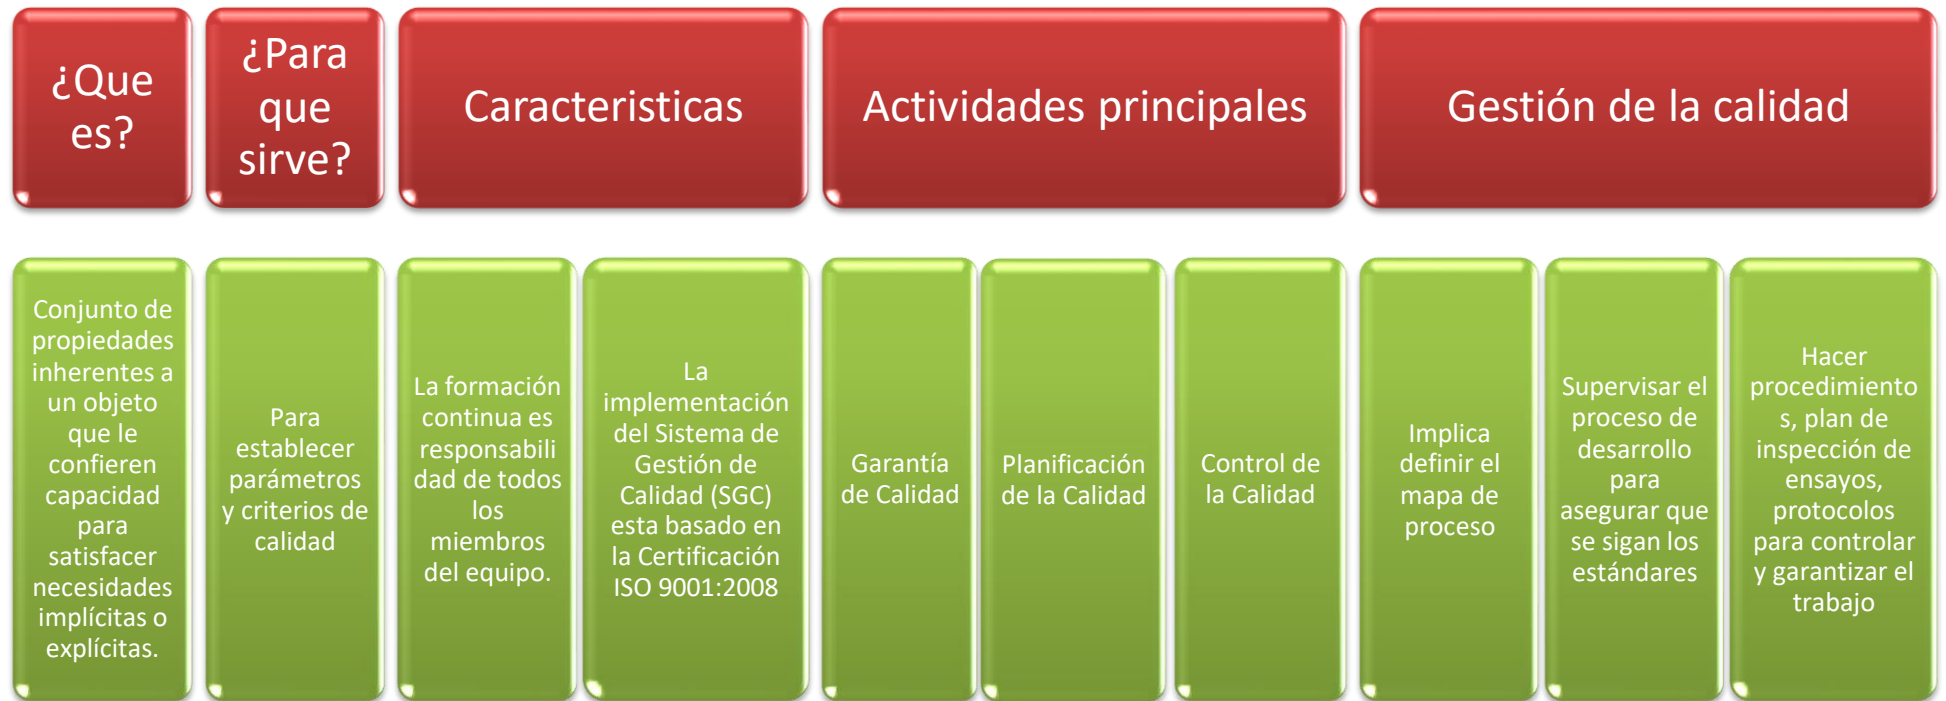 ¿Que
es?
¿Para
que
sirve?
Caracteristicas
Actividades principales
Gestión de la calidad
Conjunto de
propiedades
inherentes a
un objeto
que le
confieren
capacidad
para
satisfacer
necesidades
implícitas o
explícitas.
Para
establecer
parámetros
y criterios de
calidad
La formación
continua es
responsabili
dad de todos
los
miembros
del equipo.
La
implementación
del Sistema de
Gestión de
Calidad (SGC)
esta basado en
la Certificación
ISO 9001:2008
Garantía
de Calidad
Planificación
de la Calidad
Control de
la Calidad
Implica
definir el
mapa de
proceso
Supervisar el
proceso de
desarrollo
para
asegurar que
se sigan los
estándares
Hacer
procedimiento
s, plan de
inspección de
ensayos,
protocolos
para controlar
y garantizar el
trabajo